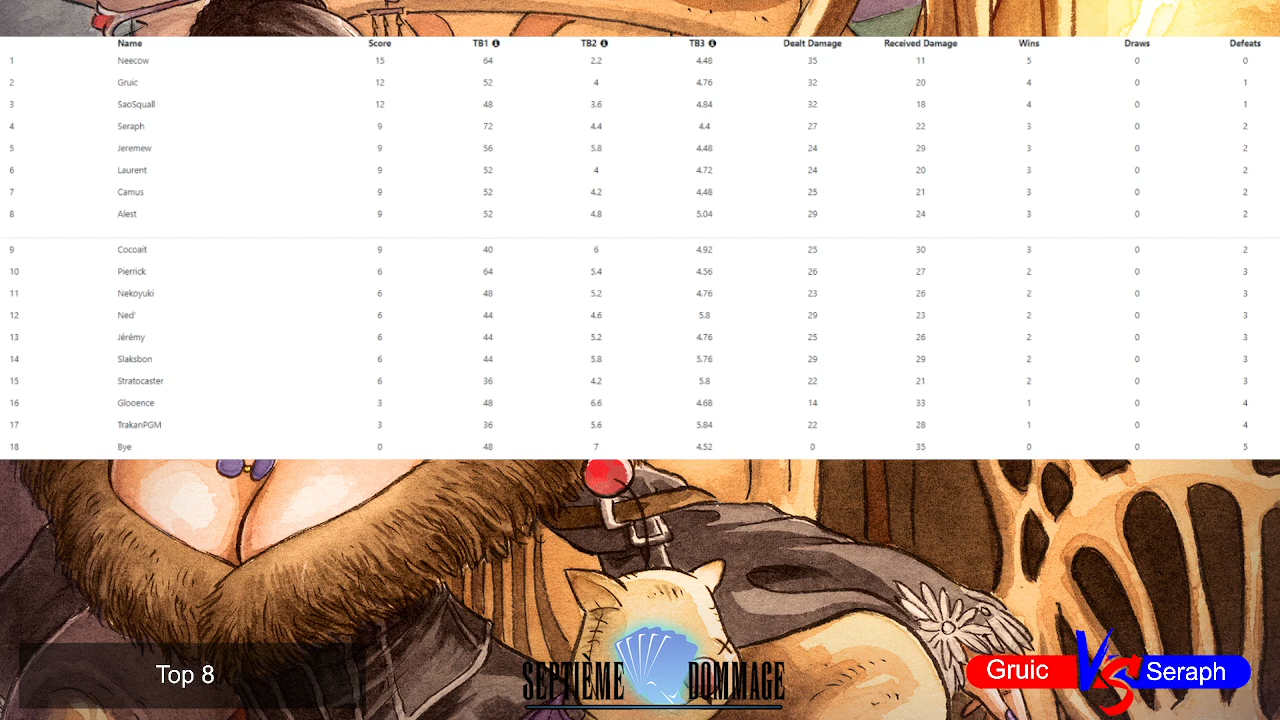 Name Score TB1 TB2 TB3 Dealt Damage Received Damage Wins Draws Defeats
1 Neecow 15 64 2.2 4.48 35 11 5 0 0
2 Gruic 12 52 4 4.76 32 20 4 0 1
3 SaoSquall 12 48 3.6 4.84 32 18 4 0 1
4 Seraph 9 72 4.4 4.4 27 22 3 0 2
5 Jeremew 9 56 5.8 4.48 24 29 3 0 2
6 Laurent 9 52 4 4.72 24 20 3 0 2
7 Camus 9 52 4.2 4.48 25 21 3 0 2
8 Alest 9 52 4.8 5.04 29 24 3 0 2
9 Cocoait 9 40 6 4.92 25 30 3 0 2
10 Pierrick 6 64 5.4 4.56 26 27 2 0 3
11 Nekoyuki 6 48 5.2 4.76 23 26 2 0 3
12 Ned' 6 44 4.6 5.8 29 23 2 0 3
13 Jérémy 6 44 5.2 4.76 25 26 2 0 3
14 Slaksbon 6 44 5.8 5.76 29 29 2 0 3
15 Stratocaster 6 36 4.2 5.8 22 21 2 0 3
16 Glooence 3 48 6.6 4.68 14 33 1 0 4
17 TrakanPGM 3 36 5.6 5.84 22 28 1 0 4
18 Bye 0 48 7 4.52 0 35 0 0 5
Top 8
SEPTIÈME DOMMAGE
Gruic VS Seraph